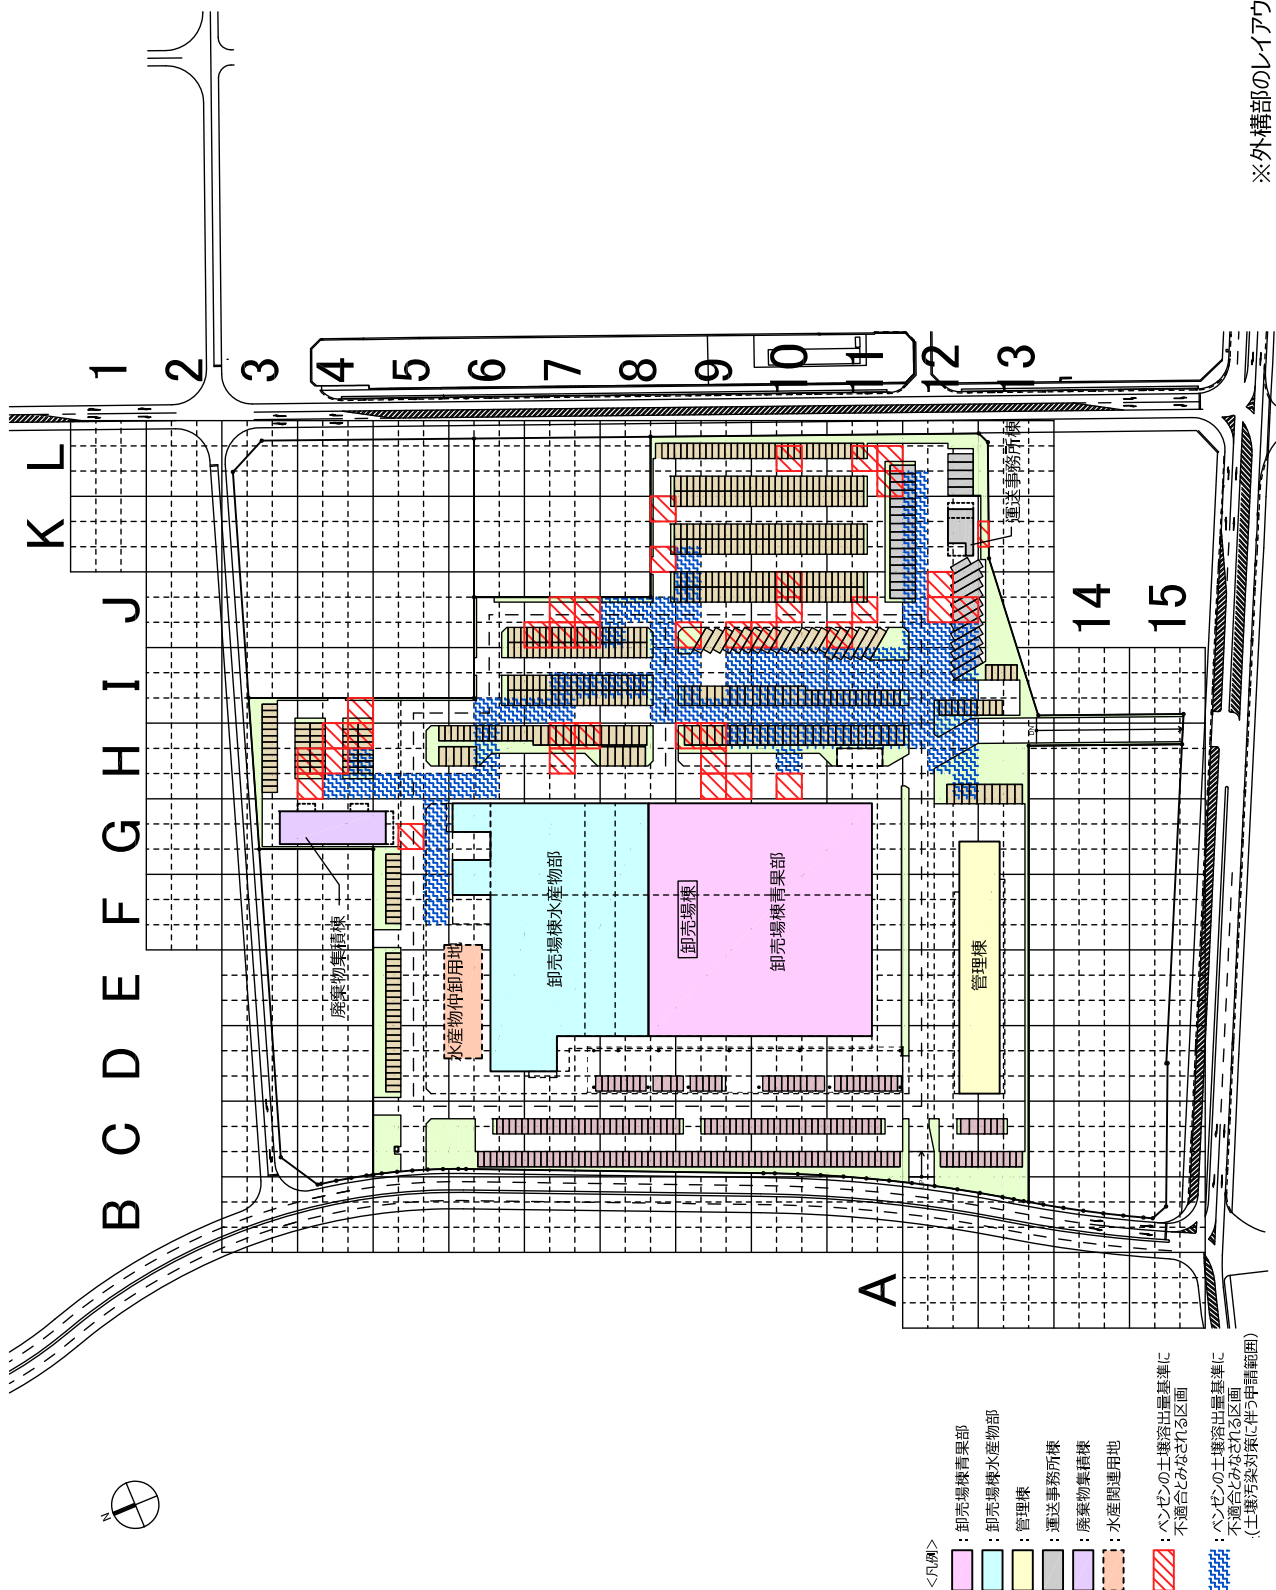 ※外構部のレイアウ
1
2
3
4
5
6
7
8
9
10
11
12
13
14
15
L
K
J
I
H
G
F
E
D
C
B
A
運送事務所棟
廃棄物集積棟
水産物仲卸用地
卸売場棟水産物部
卸売場棟
卸売場棟青果部
管理棟
N
<凡例>
：卸売場棟青果部
：卸売場棟水産物部
：管理棟
：運送事務所棟
：廃棄物集積棟
：水産関連用地
：ベンゼンの土壌溶出量基準に
不適合とみなされる区画
：ベンゼンの土壌溶出量基準に
不適合とみなされる区画
(土壌汚染対策に伴う申請範囲)